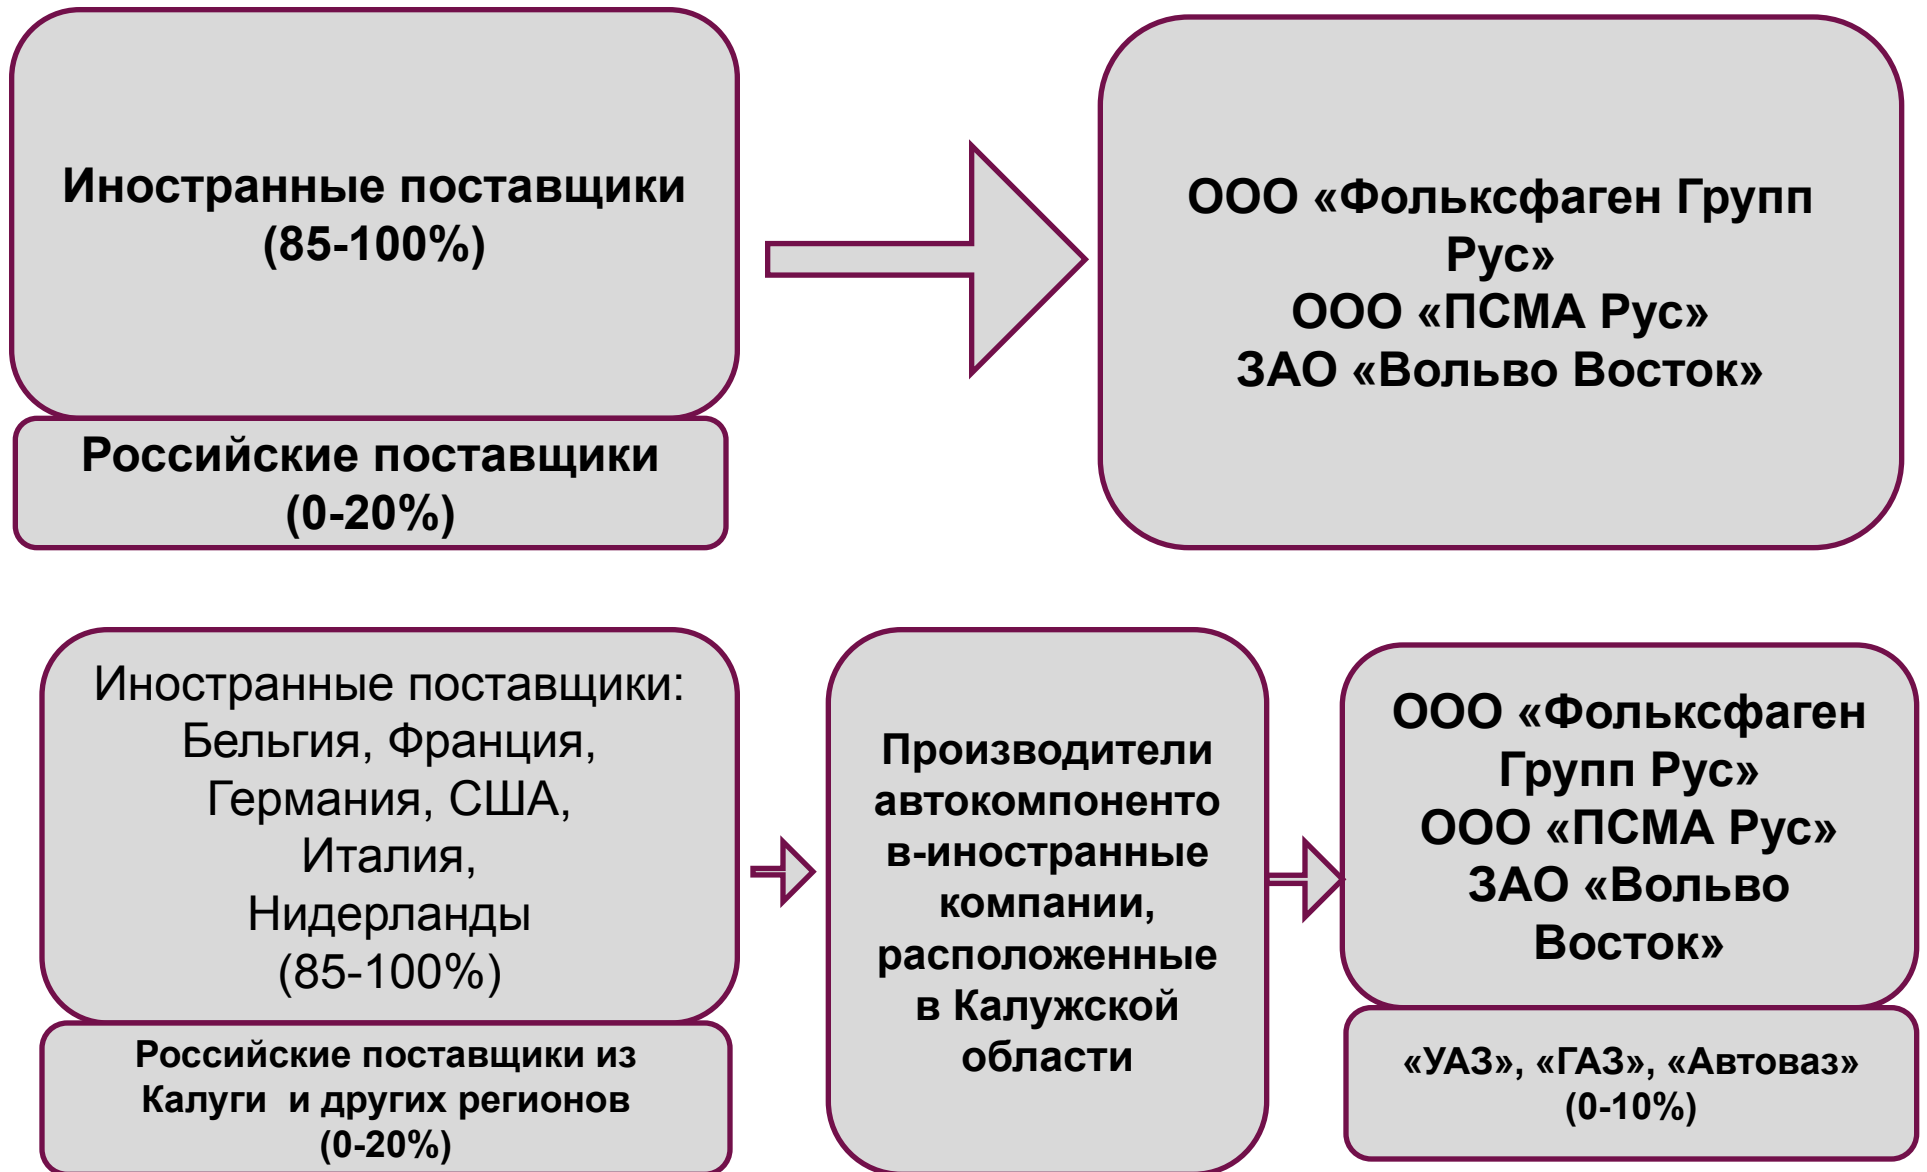 Иностранные поставщики
(85-100%)
ООО «Фольксфаген Групп
Рус»
ООО «ПСМА Рус»
ЗАО «Вольво Восток»
Российские поставщики
(0-20%)
Иностранные поставщики:
Бельгия, Франция,
Германия, США,
Италия,
Нидерланды
(85-100%)
Российские поставщики из
Калуги и других регионов
(0-20%)
Производители
автокомпоненто
в-иностранные
компании,
расположенные
в Калужской
области
ООО «Фольксфаген
Групп Рус»
ООО «ПСМА Рус»
ЗАО «Вольво
Восток»
«УАЗ», «ГАЗ», «Автоваз»
(0-10%)